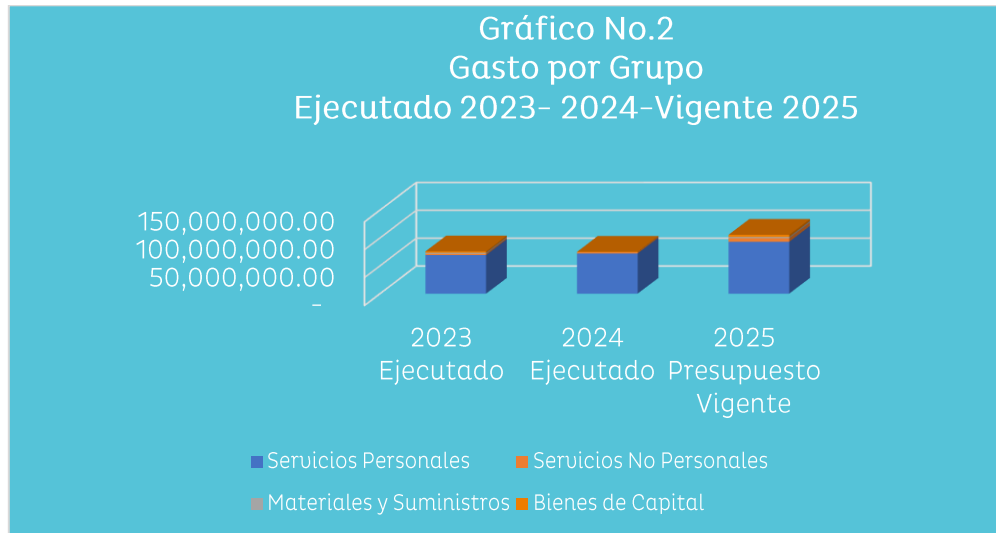 Gráfico No.2
Gasto por Grupo
Ejecutado 2023- 2024-Vigente 2025
150,000,000.00
100,000,000.00
50,000,000.00
-
2023
Ejecutado
2024
Ejecutado
2025
Presupuesto
Vigente
Servicios Personales
Servicios No Personales
Materiales y Suministros
Bienes de Capital